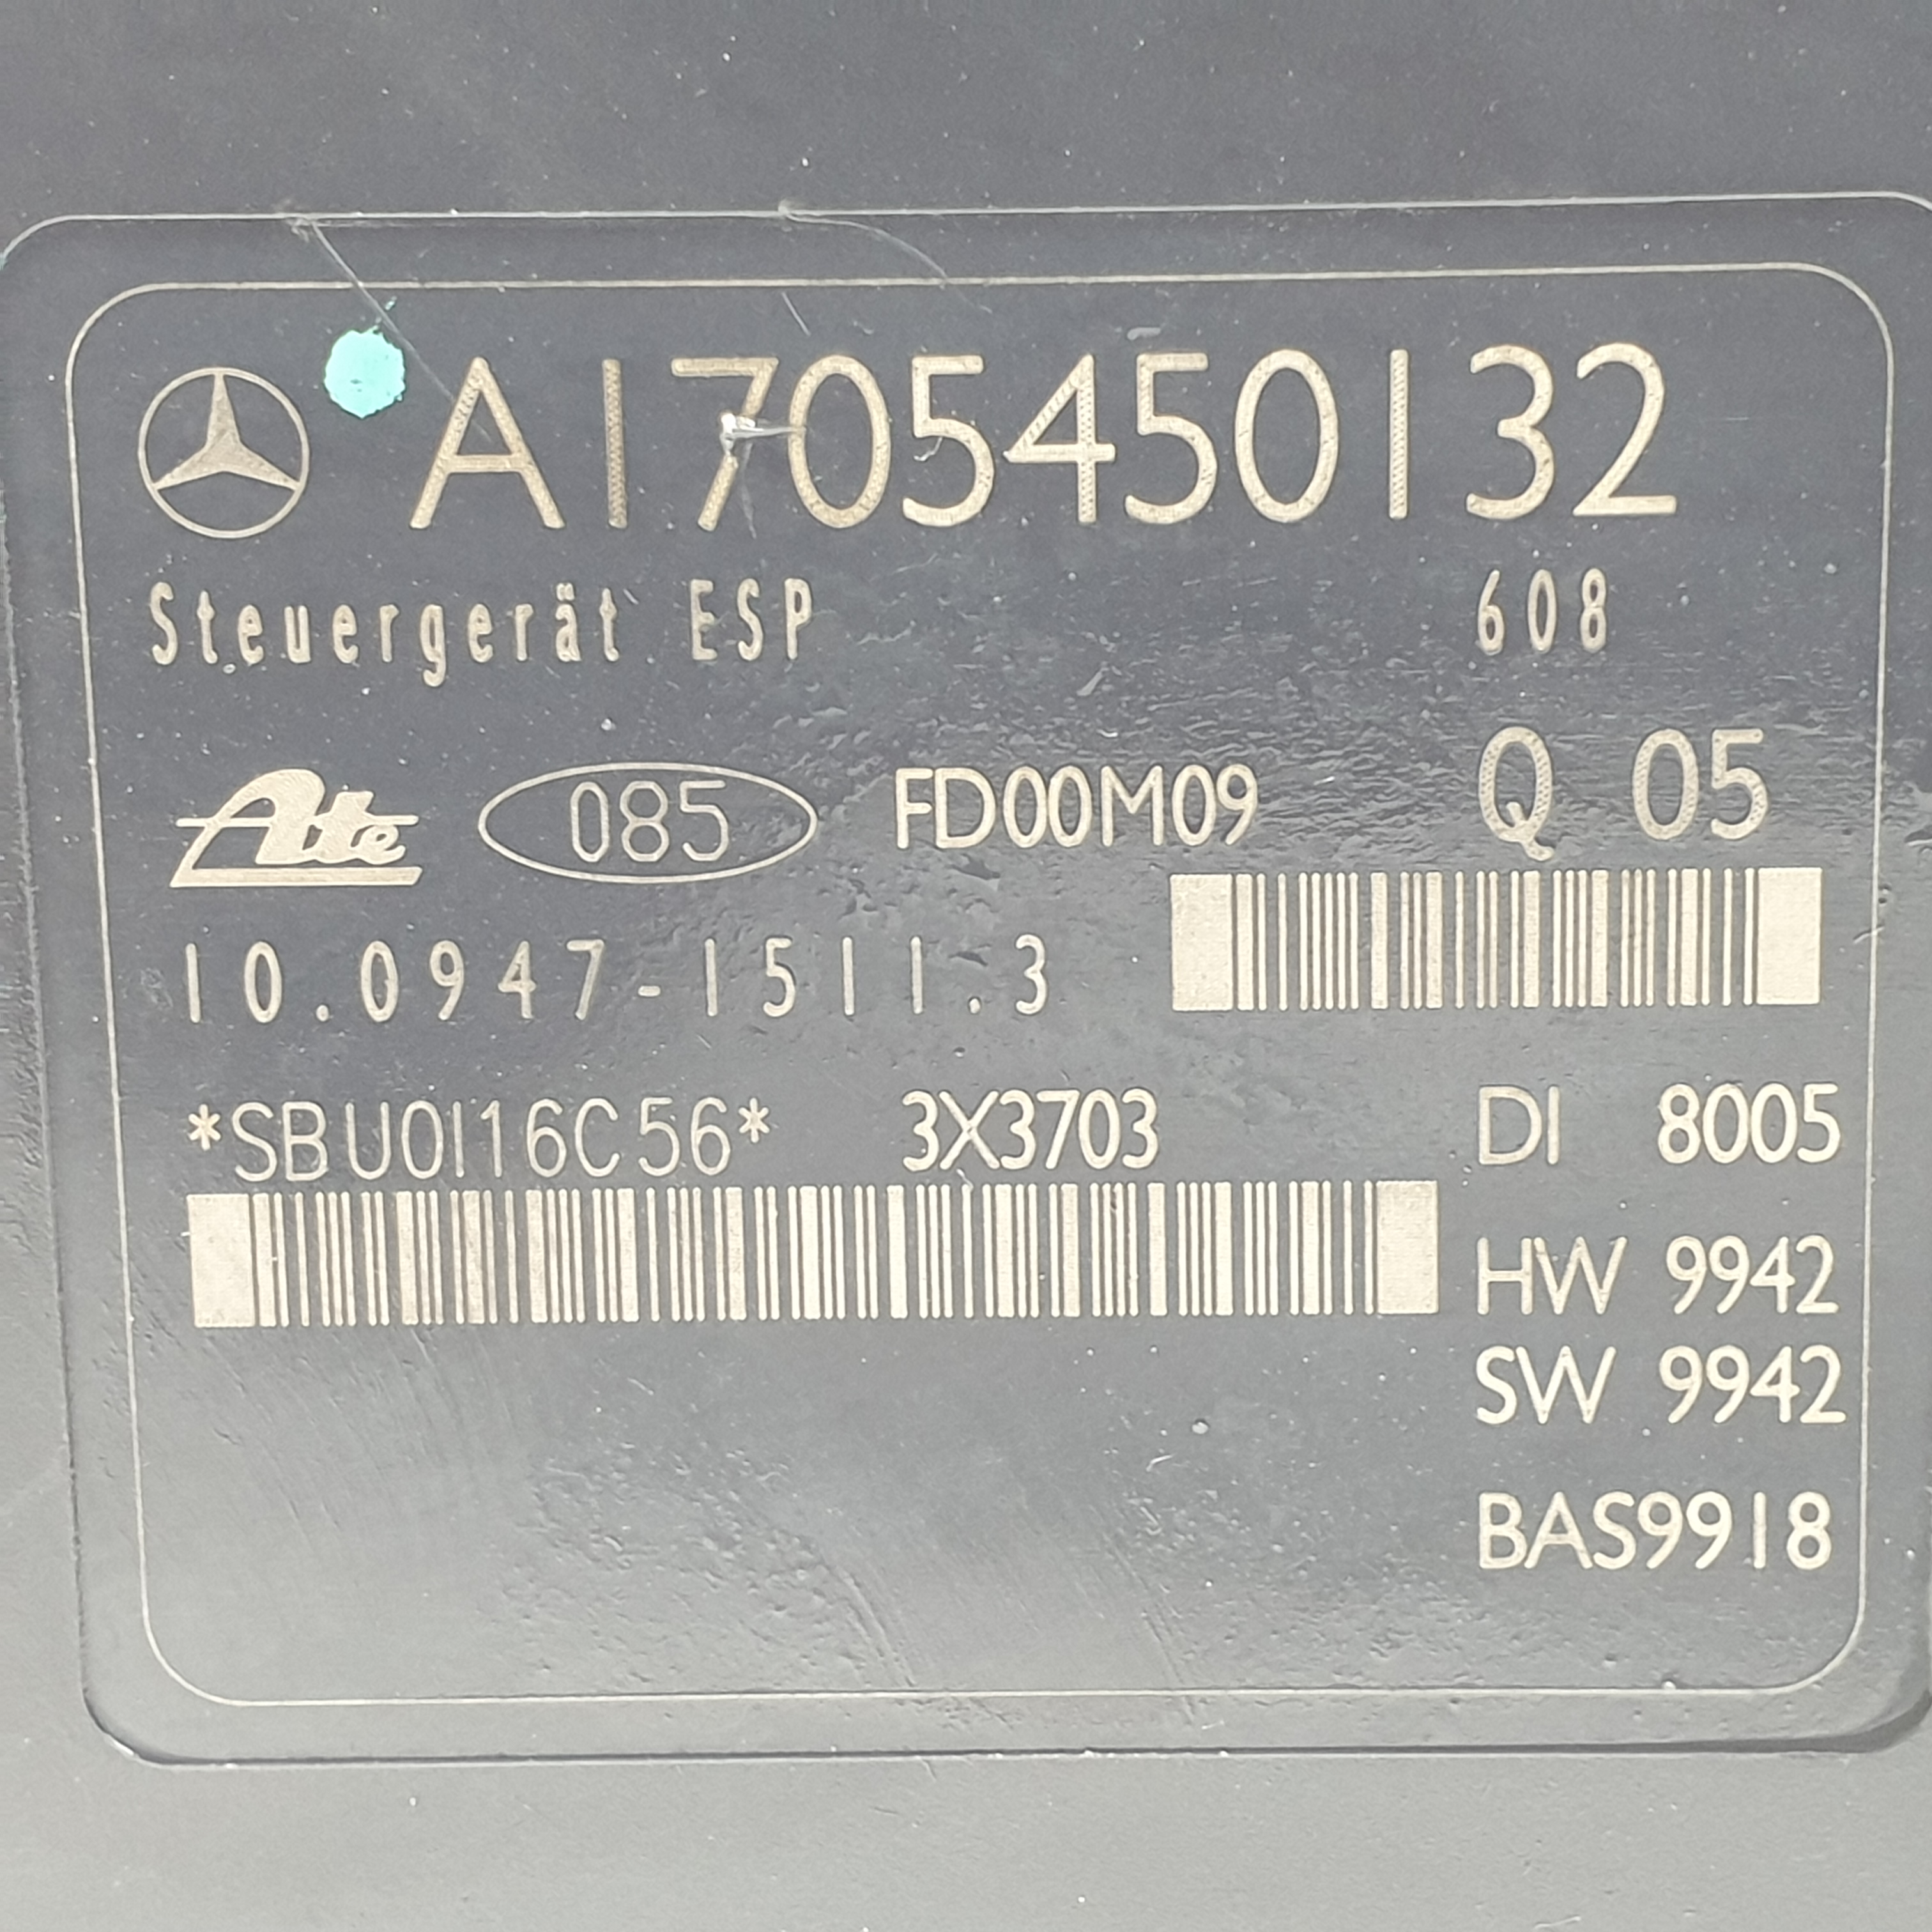 A1705450132
Steuergerät ESP 608
Ate 085 FD00M09 Q 05
10.0947-1511.3
*SBU0116C56* 3X3703 DI 8005
HW 9942
SW 9942
BAS9918